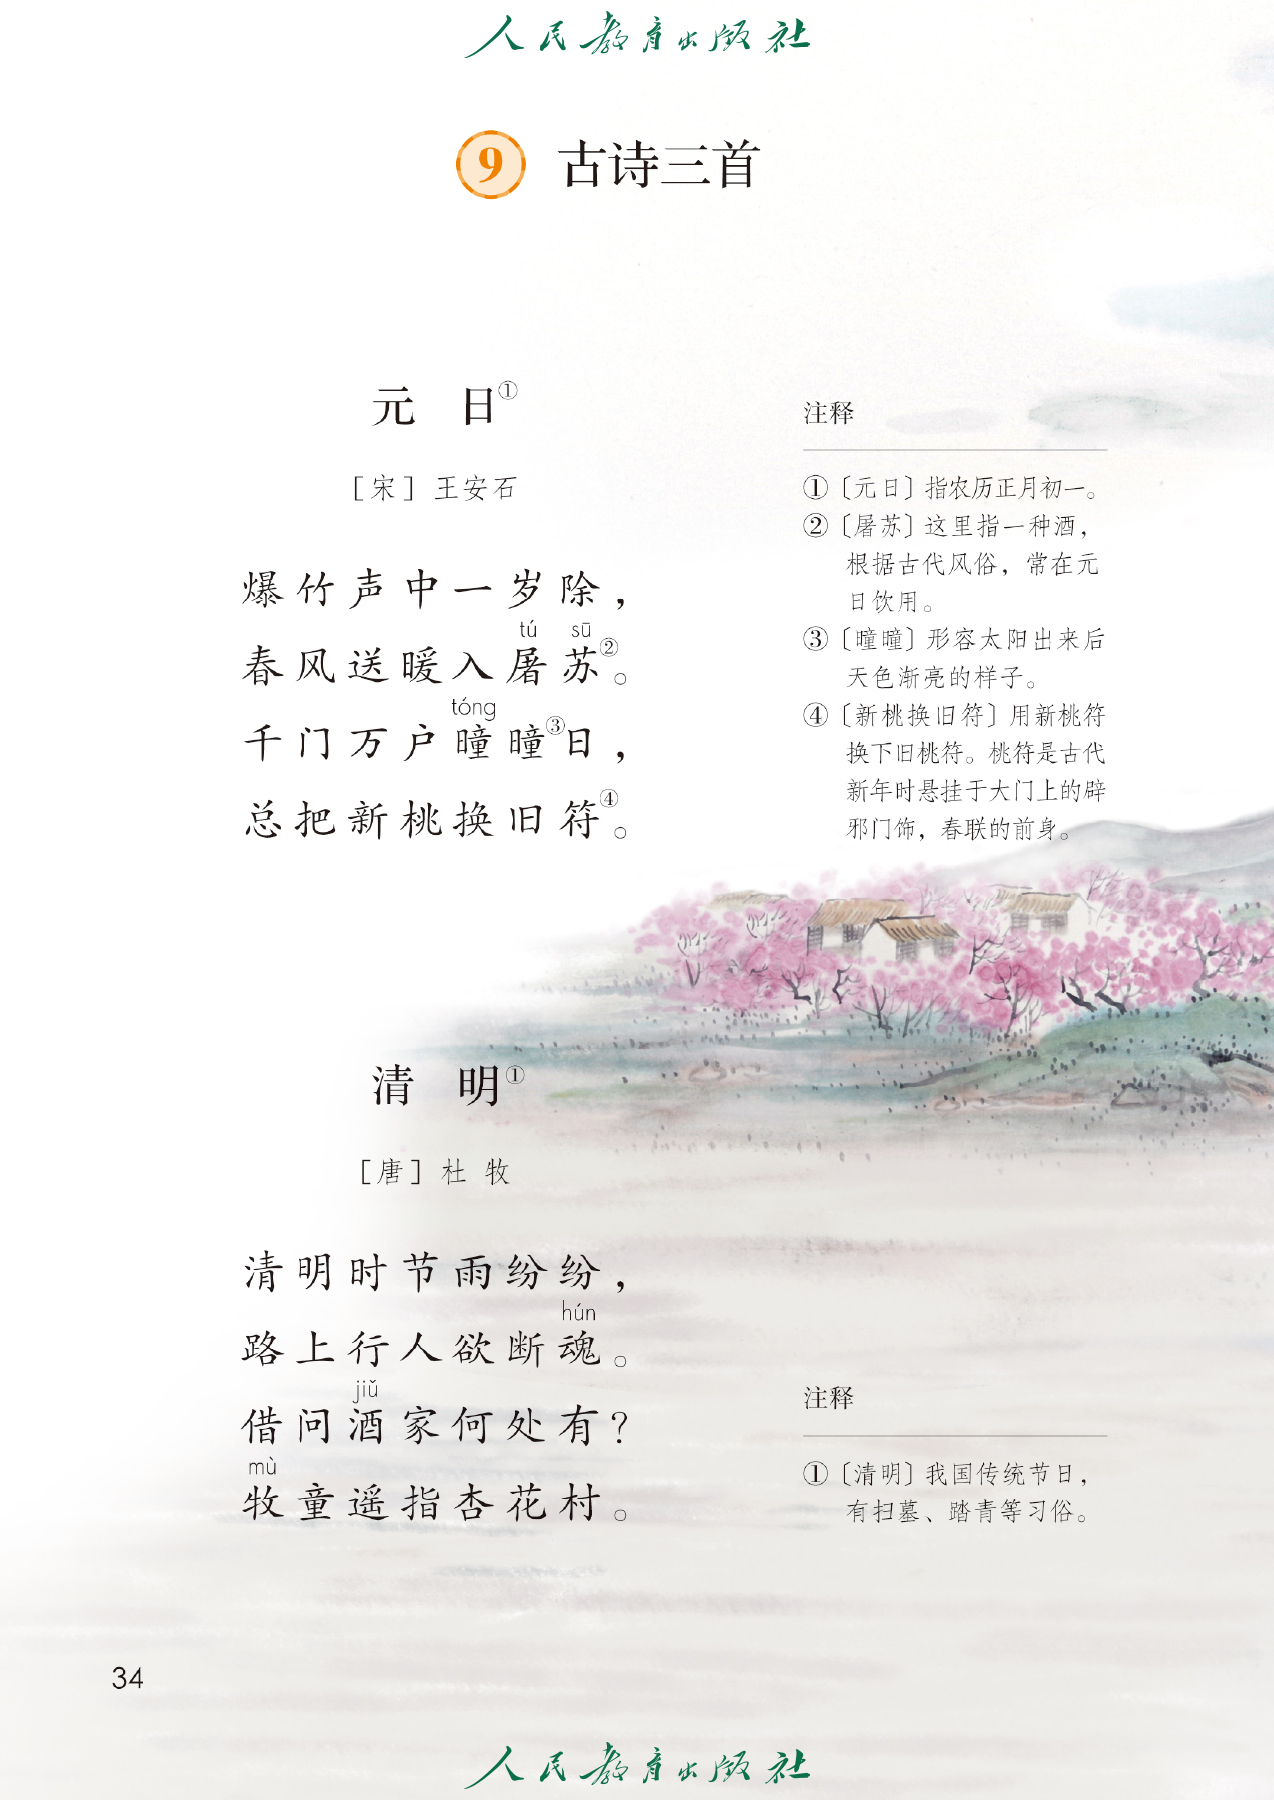 人民教育出版社
9 古诗三首
元 日①
［宋］王安石
爆竹声中一岁除，
tú sū
春风送暖入屠苏②。
tóng
千门万户曈曈③日，
总把新桃换旧符④。
注释
①〔元日〕指农历正月初一。
②〔屠苏〕这里指一种酒，
根据古代风俗，常在元
日饮用。
③〔曈曈〕形容太阳出来后
天色渐亮的样子。
④〔新桃换旧符〕用新桃符
换下旧桃符。桃符是古代
新年时悬挂于大门上的辟
邪门饰，春联的前身。
清 明①
［唐］杜 牧
清明时节雨纷纷，
hún
路上行人欲断魂。
jiǔ
借问酒家何处有？
mù
牧童遥指杏花村。
注释
①〔清明〕我国传统节日，
有扫墓、踏青等习俗。
34
人民教育出版社